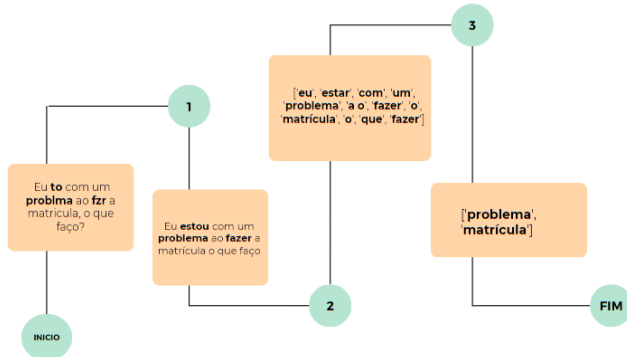 INICIO
Eu to com um
problma ao fzr a
matricula, o que
faço?
1
Eu estou com um
problema ao fazer a
matrícula o que faço
2
['eu', 'estar', 'com', 'um',
'problema', 'a o', 'fazer', 'o',
'matrícula', 'o', 'que', 'fazer']
3
['problema',
'matrícula']
FIM